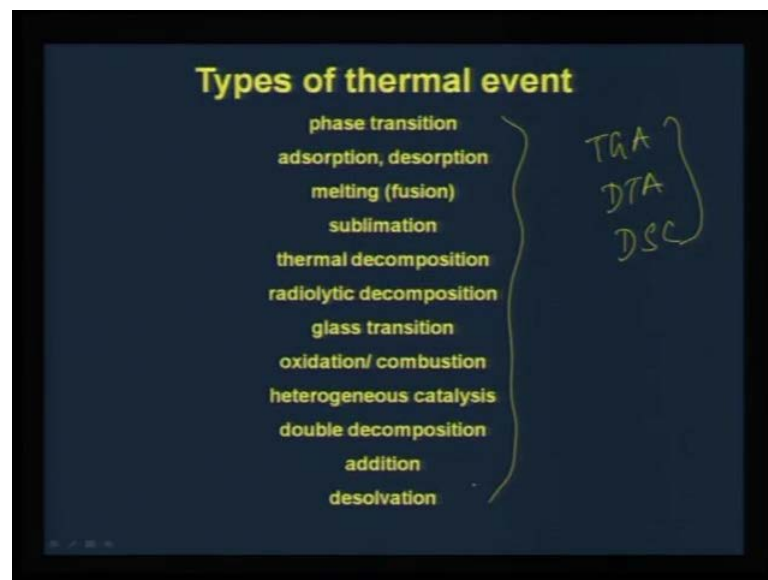 Types of thermal event
phase transition
adsorption, desorption
melting (fusion)
sublimation
thermal decomposition
radiolytic decomposition
glass transition
oxidation/ combustion
heterogeneous catalysis
double decomposition
addition
desolvation
TGA
DTA
DSC